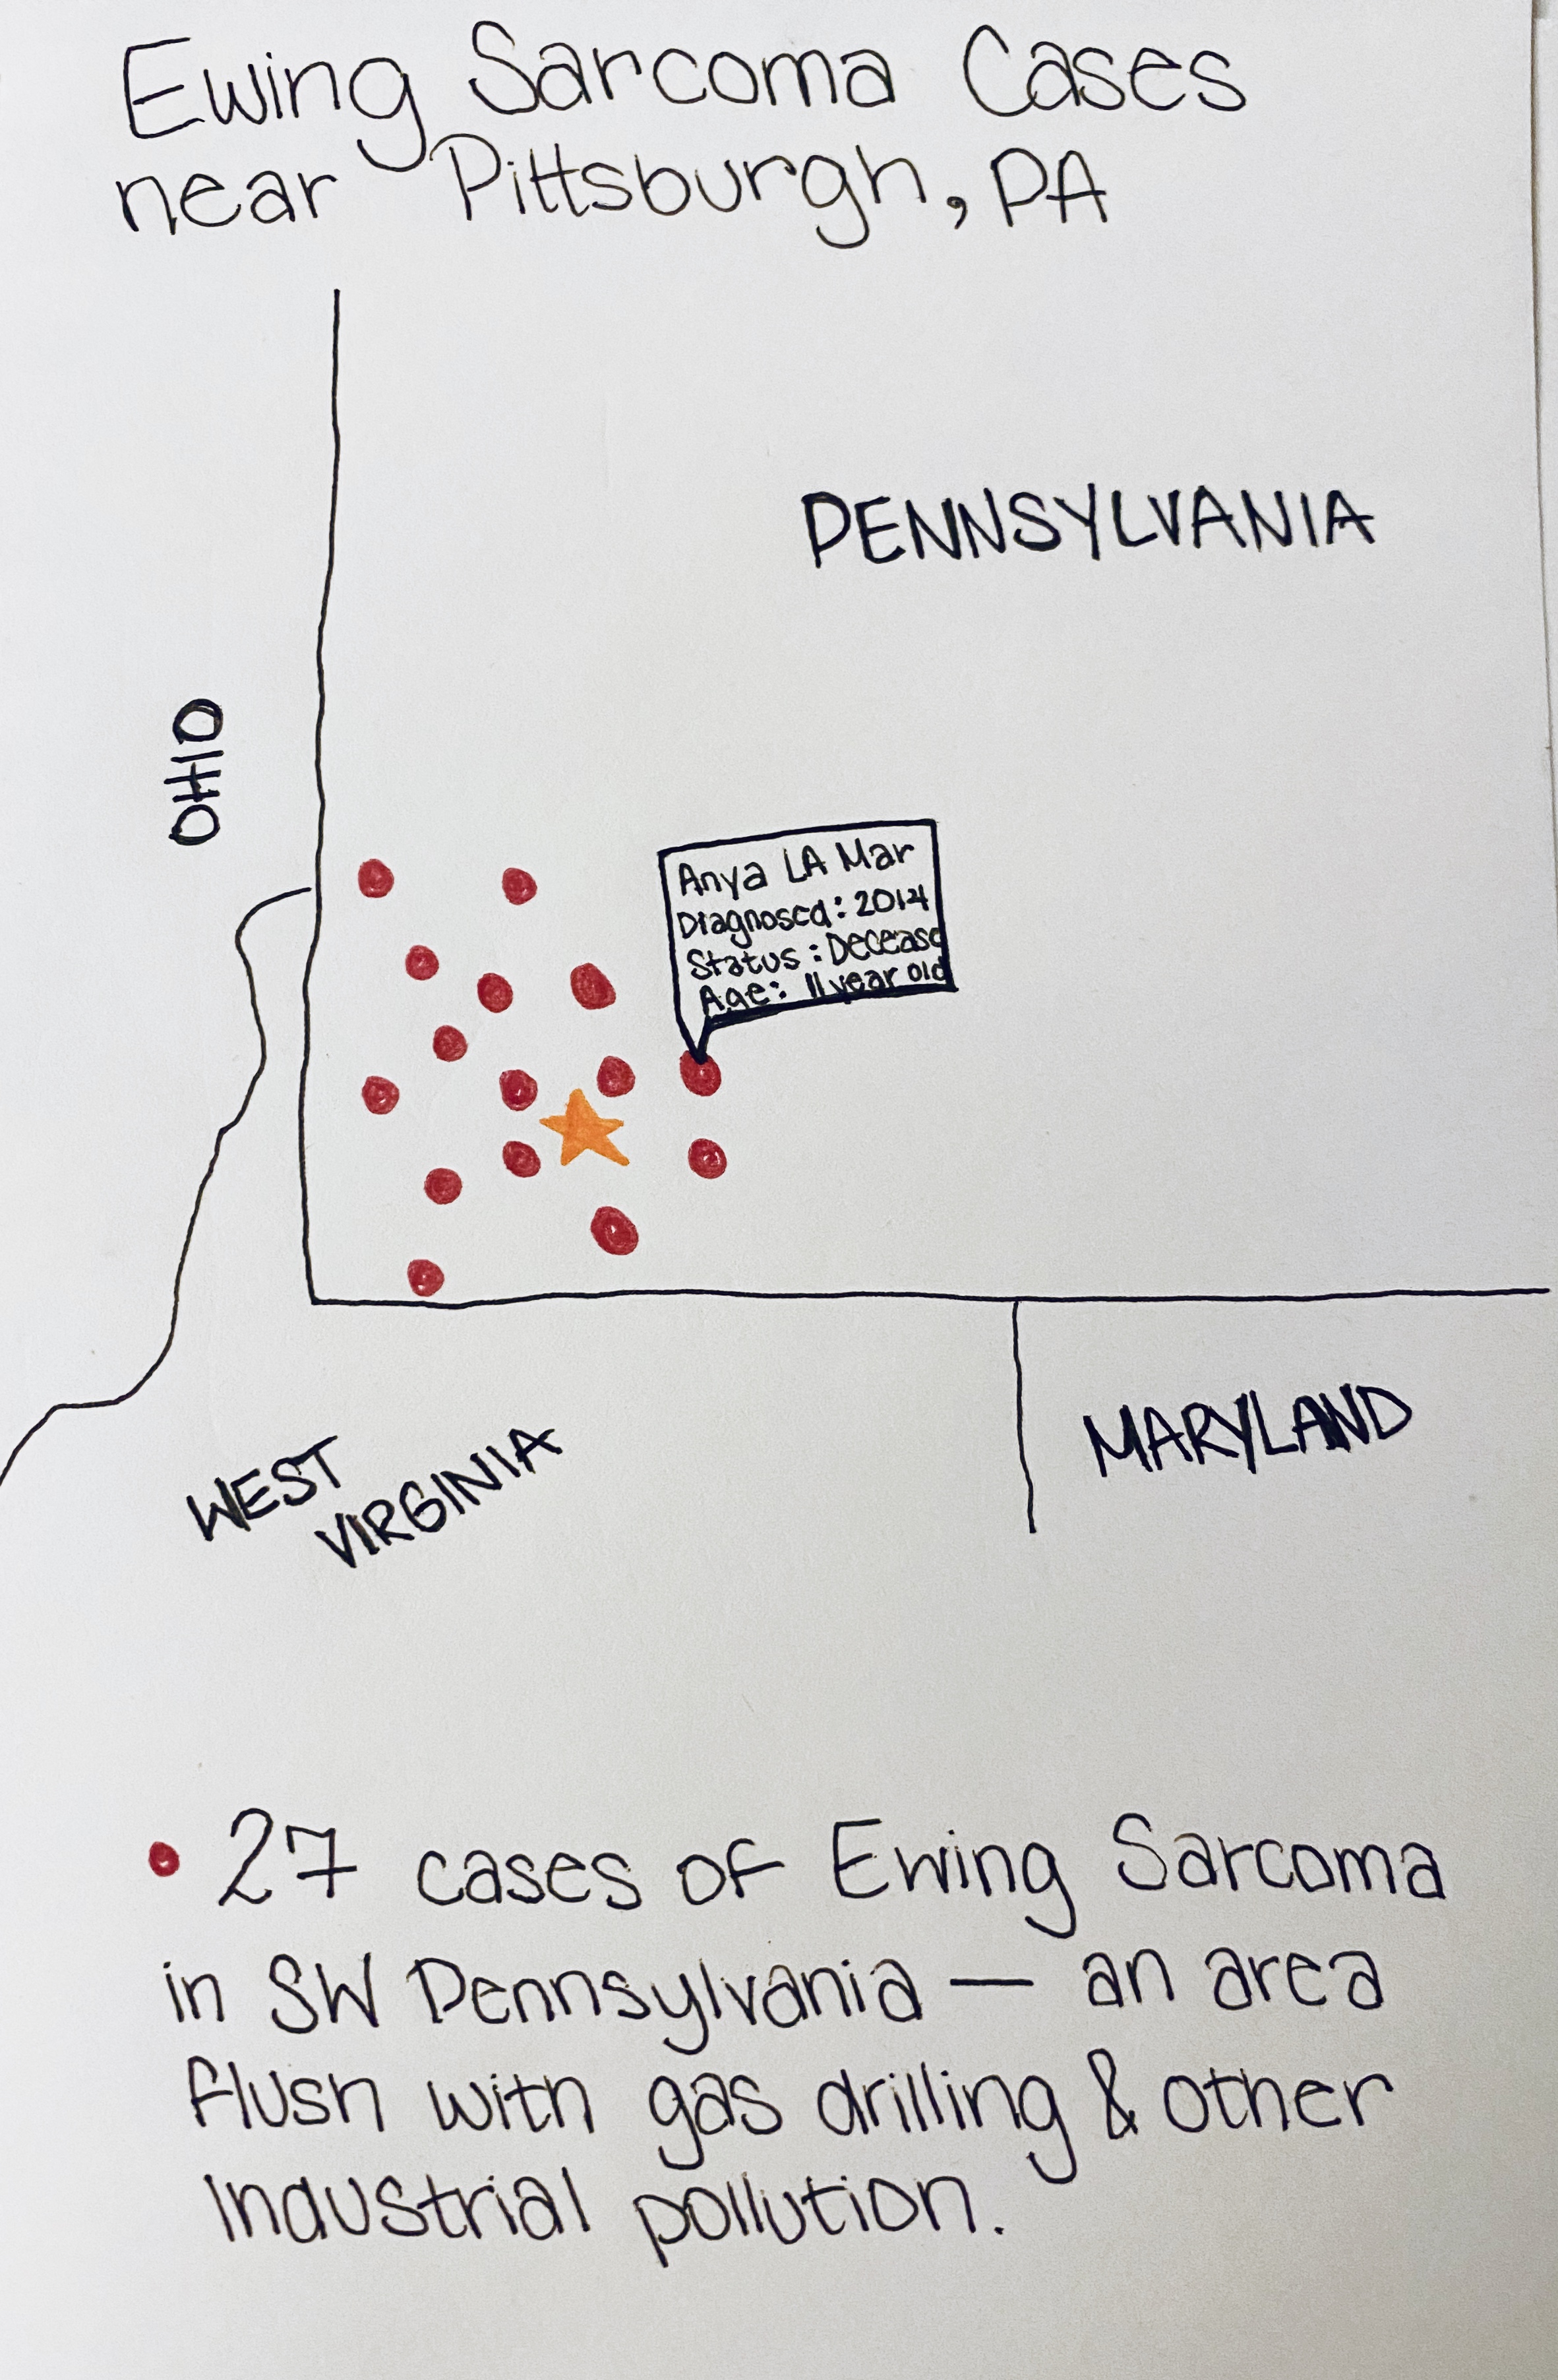 Ewing Sarcoma Cases
near Pittsburgh, PA
PENNSYLVANIA
OHIO
Anya LA Mar
Diagnosed: 2014
Status: Deceased
Age: 11 year old
WEST
VIRGINIA
MARYLAND
27 cases of Ewing Sarcoma
in SW Pennsylvania — an area
flush with gas drilling & other
industrial pollution.